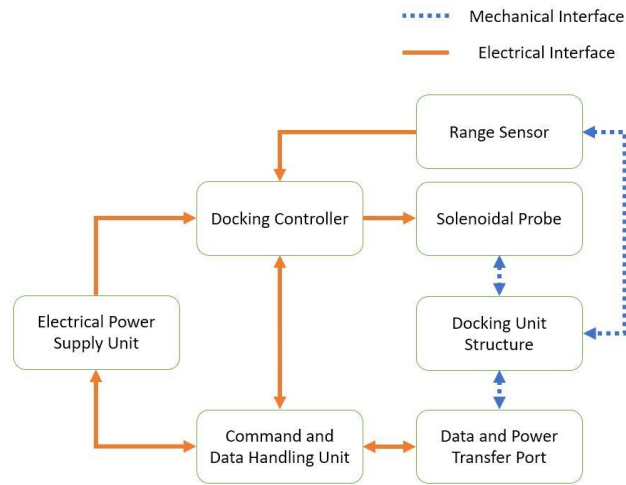 Mechanical Interface
Electrical Interface
Range Sensor
Docking Controller
Solenoidal Probe
Electrical Power
Supply Unit
Docking Unit
Structure
Command and
Data Handling Unit
Data and Power
Transfer Port